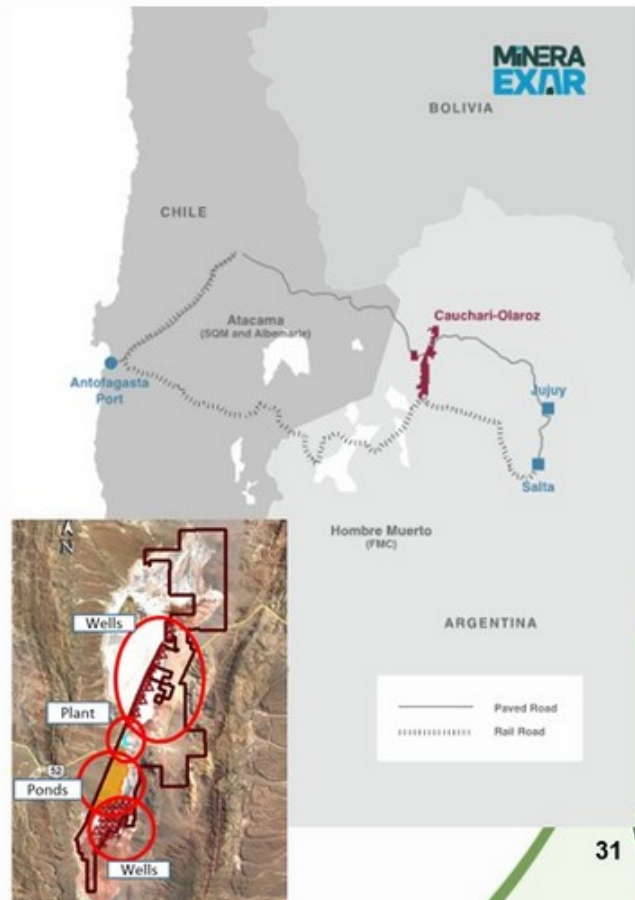 MINERA
EXAR
BOLIVIA
CHILE
Cauchari-Olaroz
Atacama
(SQM and Albemarle)
Antofagasta
Port
Jujuy
Salta
Hombre Muerto
(FMC)
ARGENTINA
Paved Road
Rail Road
N
Wells
Plant
52
Ponds
Wells
31